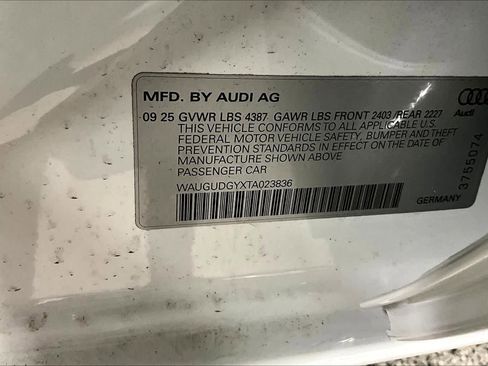 MFD. BY AUDI AG
09 25 GVWR LBS 4387 GAWR LBS FRONT 2403/REAR 2227
THIS VEHICLE CONFORMS TO ALL APPLICABLE U.S.
FEDERAL MOTOR VEHICLE SAFETY, BUMPER AND THEFT
PREVENTION STANDARDS IN EFFECT ON THE DATE OF
MANUFACTURE SHOWN ABOVE
PASSENGER CAR
WAUGUDGYXTA023836
Audi
3755074
GERMANY